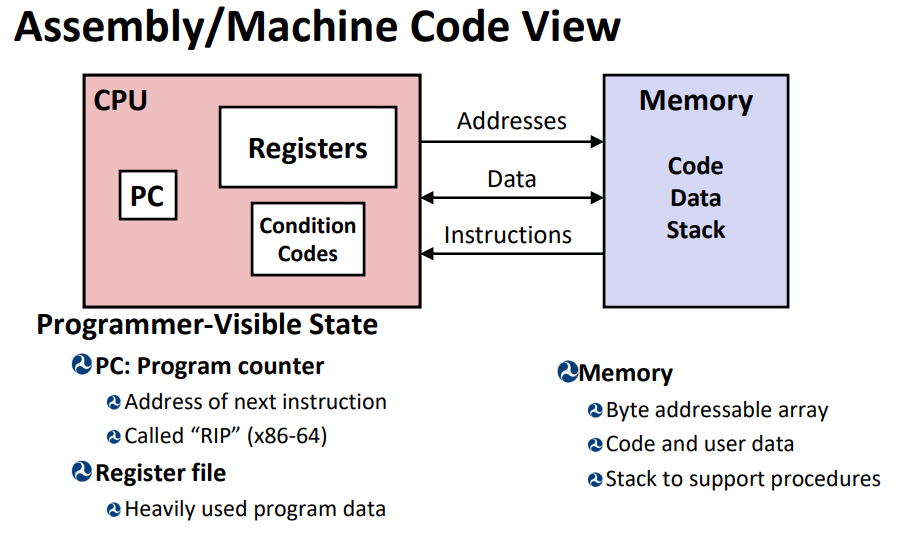 Assembly/Machine Code View
CPU
Registers
PC
Condition
Codes
Addresses
Data
Instructions
Memory
Code
Data
Stack
Programmer-Visible State
PC: Program counter
Address of next instruction
Called “RIP” (x86-64)
Register file
Heavily used program data
Memory
Byte addressable array
Code and user data
Stack to support procedures